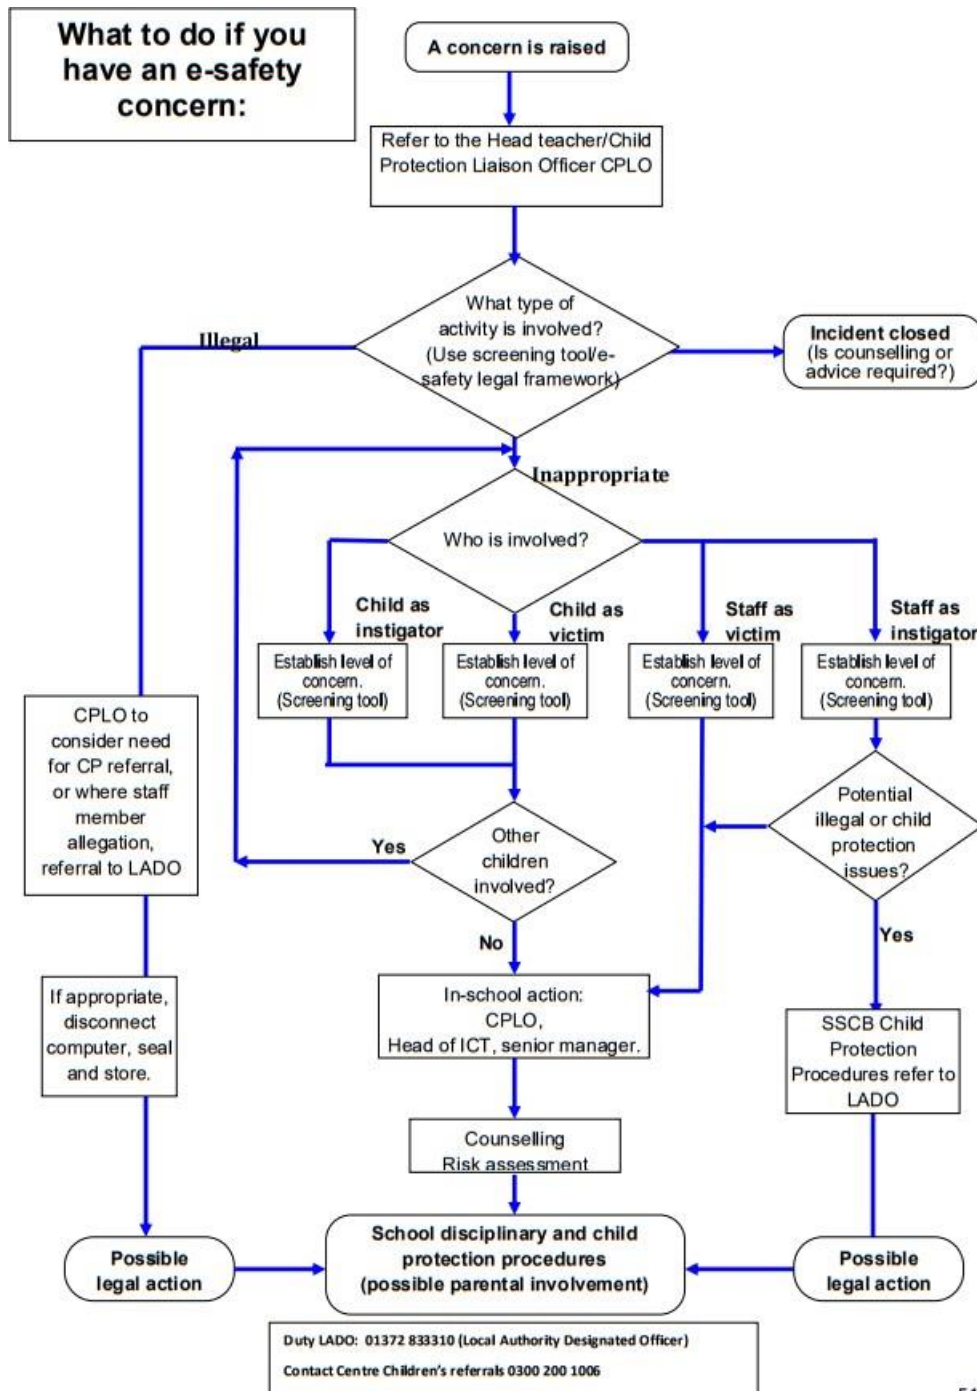 What to do if you
have an e-safety
concern:
A concern is raised
Refer to the Head teacher/Child
Protection Liaison Officer CPLO
What type of
activity is involved?
(Use screening tool/e-
safety legal framework)
Illegal
Incident closed
(Is counselling or
advice required?)
Inappropriate
Who is involved?
Child as
instigator
Child as
victim
Staff as
victim
Staff as
instigator
Establish level of
concern.
(Screening tool)
Establish level of
concern.
(Screening tool)
Establish level of
concern.
(Screening tool)
Establish level of
concern.
(Screening tool)
CPLO to
consider need
for CP referral,
or where staff
member
allegation,
referral to LADO
Potential
illegal or child
protection
issues?
Yes
Other
children
involved?
No
Yes
If appropriate,
disconnect
computer, seal
and store.
In-school action:
CPLO,
Head of ICT, senior manager.
SSCB Child
Protection
Procedures refer to
LADO
Counselling
Risk assessment
Possible
legal action
School disciplinary and child
protection procedures
(possible parental involvement)
Possible
legal action
Duty LADO: 01372 833310 (Local Authority Designated Officer)
Contact Centre Children's referrals 0300 200 1006